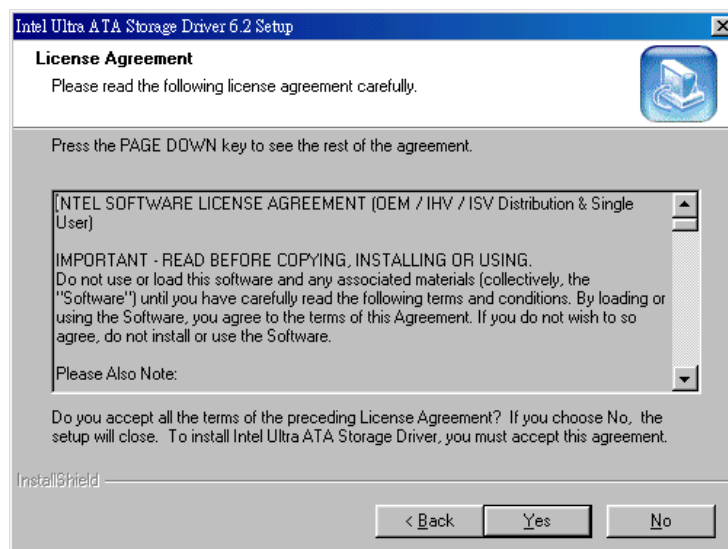 Intel Ultra ATA Storage Driver 6.2 Setup
License Agreement
Please read the following license agreement carefully.
Press the PAGE DOWN key to see the rest of the agreement.
INTEL SOFTWARE LICENSE AGREEMENT (OEM / IHV / ISV Distribution & Single
User)
IMPORTANT - READ BEFORE COPYING, INSTALLING OR USING.
Do not use or load this software and any associated materials (collectively, the
"Software") until you have carefully read the following terms and conditions. By loading or
using the Software, you agree to the terms of this Agreement. If you do not wish to so
agree, do not install or use the Software.
Please Also Note:
Do you accept all the terms of the preceding License Agreement?  If you choose No,  the
setup will close.  To install Intel Ultra ATA Storage Driver, you must accept this agreement.
InstallShield
< Back
Yes
No